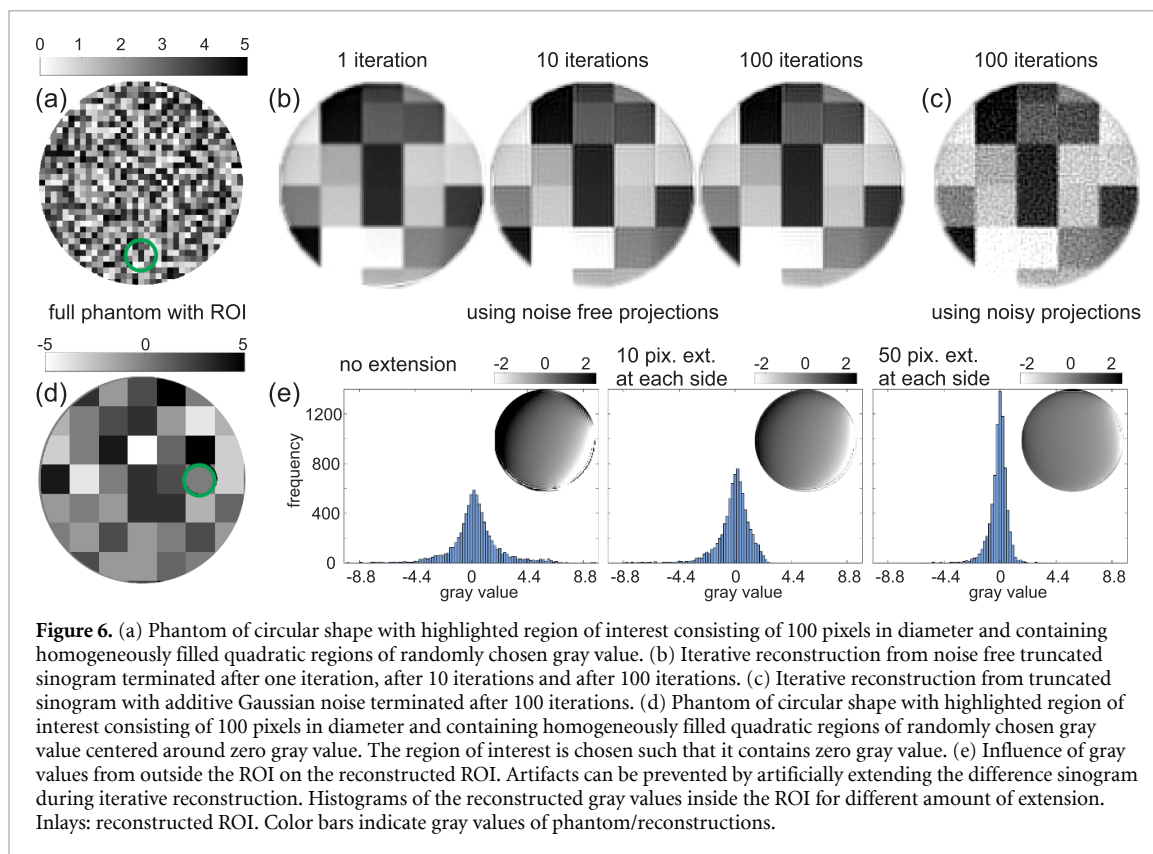 0 1 2 3 4 5
1 iteration 10 iterations 100 iterations 100 iterations
(a) (b) (c)
full phantom with ROI using noise free projections using noisy projections
-5 0 5
(d)
(e) no extension
-2 0 2
10 pix. ext.
at each side
-2 0 2
50 pix. ext.
at each side
-2 0 2
frequency
1200
800
400
0
-8.8 -4.4 0 4.4 8.8
gray value
-8.8 -4.4 0 4.4 8.8
gray value
-8.8 -4.4 0 4.4 8.8
gray value
Figure 6. (a) Phantom of circular shape with highlighted region of interest consisting of 100 pixels in diameter and containing
homogeneously filled quadratic regions of randomly chosen gray value. (b) Iterative reconstruction from noise free truncated
sinogram terminated after one iteration, after 10 iterations and after 100 iterations. (c) Iterative reconstruction from truncated
sinogram with additive Gaussian noise terminated after 100 iterations. (d) Phantom of circular shape with highlighted region of
interest consisting of 100 pixels in diameter and containing homogeneously filled quadratic regions of randomly chosen gray
value centered around zero gray value. The region of interest is chosen such that it contains zero gray value. (e) Influence of gray
values from outside the ROI on the reconstructed ROI. Artifacts can be prevented by artificially extending the difference sinogram
during iterative reconstruction. Histograms of the reconstructed gray values inside the ROI for different amount of extension.
Inlays: reconstructed ROI. Color bars indicate gray values of phantom/reconstructions.